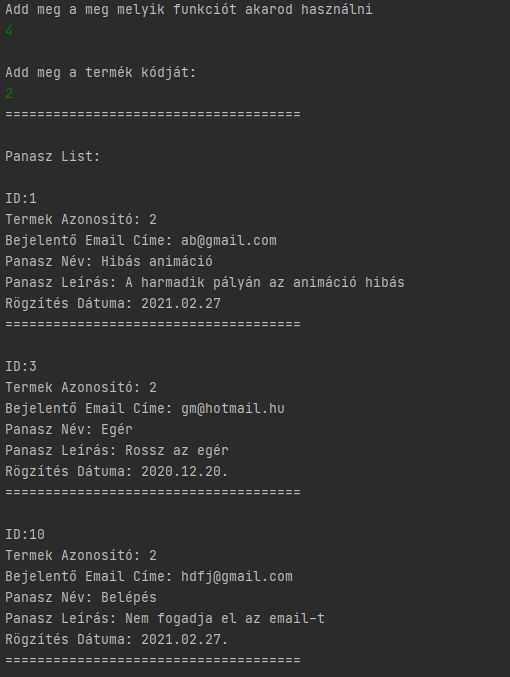 Add meg a meg melyik funkciót akarod használni
4
Add meg a termék kódját:
2
=====================================
Panasz List:
ID:1
Termek Azonosító: 2
Bejelentő Email Címe: ab@gmail.com
Panasz Név: Hibás animáció
Panasz Leírás: A harmadik pályán az animáció hibás
Rögzítés Dátuma: 2021.02.27
=====================================
ID:3
Termek Azonosító: 2
Bejelentő Email Címe: gm@hotmail.hu
Panasz Név: Egér
Panasz Leírás: Rossz az egér
Rögzítés Dátuma: 2020.12.20.
=====================================
ID:10
Termek Azonosító: 2
Bejelentő Email Címe: hdfj@gmail.com
Panasz Név: Belépés
Panasz Leírás: Nem fogadja el az email-t
Rögzítés Dátuma: 2021.02.27.
=====================================